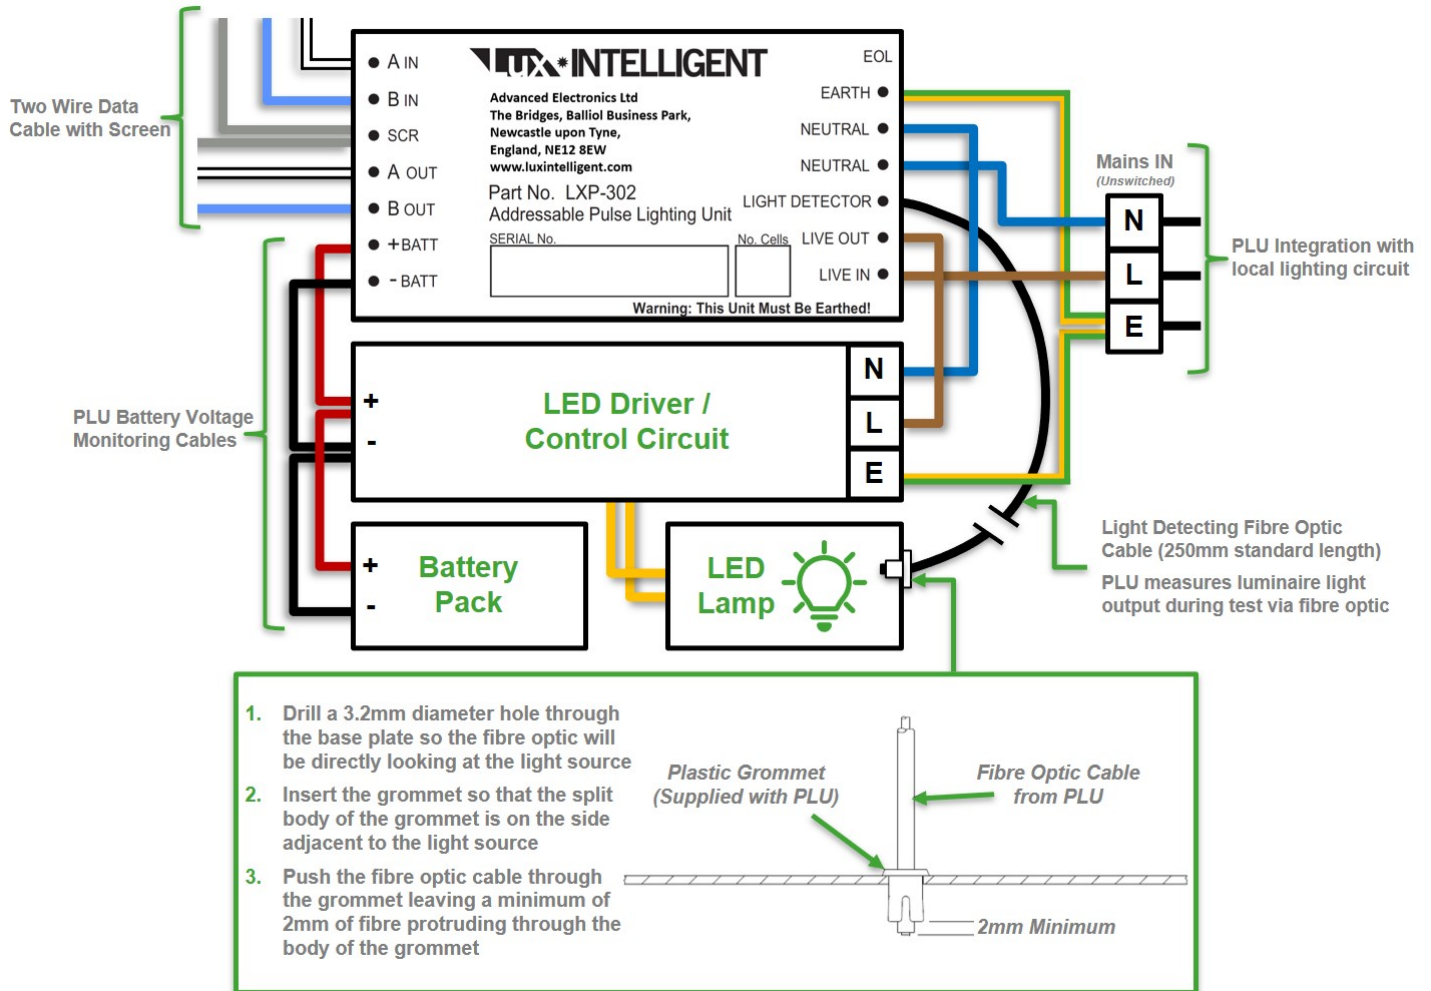 Two Wire Data
Cable with Screen
A IN
B IN
SCR
A OUT
B OUT
+BATT
- BATT
Lux INTELLIGENT
Advanced Electronics Ltd
The Bridges, Balliol Business Park,
Newcastle upon Tyne,
England, NE12 8EW
www.luxintelligent.com
Part No. LXP-302
Addressable Pulse Lighting Unit
SERIAL No.
No. Cells
Warning: This Unit Must Be Earthed!
EOL
EARTH
NEUTRAL
NEUTRAL
LIGHT DETECTOR
LIVE OUT
LIVE IN
Mains IN
(Unswitched)
N
L
E
PLU Integration with
local lighting circuit
PLU Battery Voltage
Monitoring Cables
+
-
LED Driver /
Control Circuit
N
L
E
+
-
Battery
Pack
LED
Lamp
Light Detecting Fibre Optic
Cable (250mm standard length)
PLU measures luminaire light
output during test via fibre optic
1. Drill a 3.2mm diameter hole through
the base plate so the fibre optic will
be directly looking at the light source
2. Insert the grommet so that the split
body of the grommet is on the side
adjacent to the light source
3. Push the fibre optic cable through
the grommet leaving a minimum of
2mm of fibre protruding through the
body of the grommet
Plastic Grommet
(Supplied with PLU)
Fibre Optic Cable
from PLU
2mm Minimum